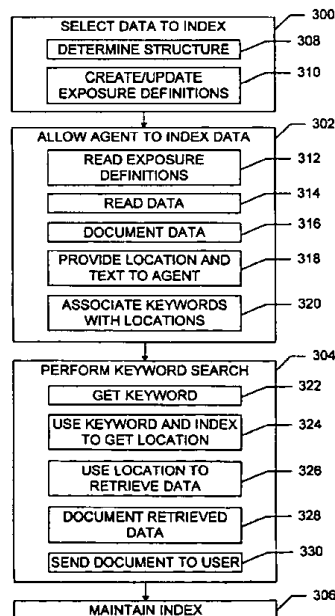 SELECT DATA TO INDEX 300
DETERMINE STRUCTURE 308
CREATE/UPDATE 310
EXPOSURE DEFINITIONS
ALLOW AGENT TO INDEX DATA 302
READ EXPOSURE 312
DEFINITIONS
READ DATA 314
DOCUMENT DATA 316
PROVIDE LOCATION AND 318
TEXT TO AGENT
ASSOCIATE KEYWORDS 320
WITH LOCATIONS
PERFORM KEYWORD SEARCH 304
GET KEYWORD 322
USE KEYWORD AND INDEX 324
TO GET LOCATION
USE LOCATION TO 326
RETRIEVE DATA
DOCUMENT RETRIEVED 328
DATA
SEND DOCUMENT TO USER 330
MAINTAIN INDEX 306